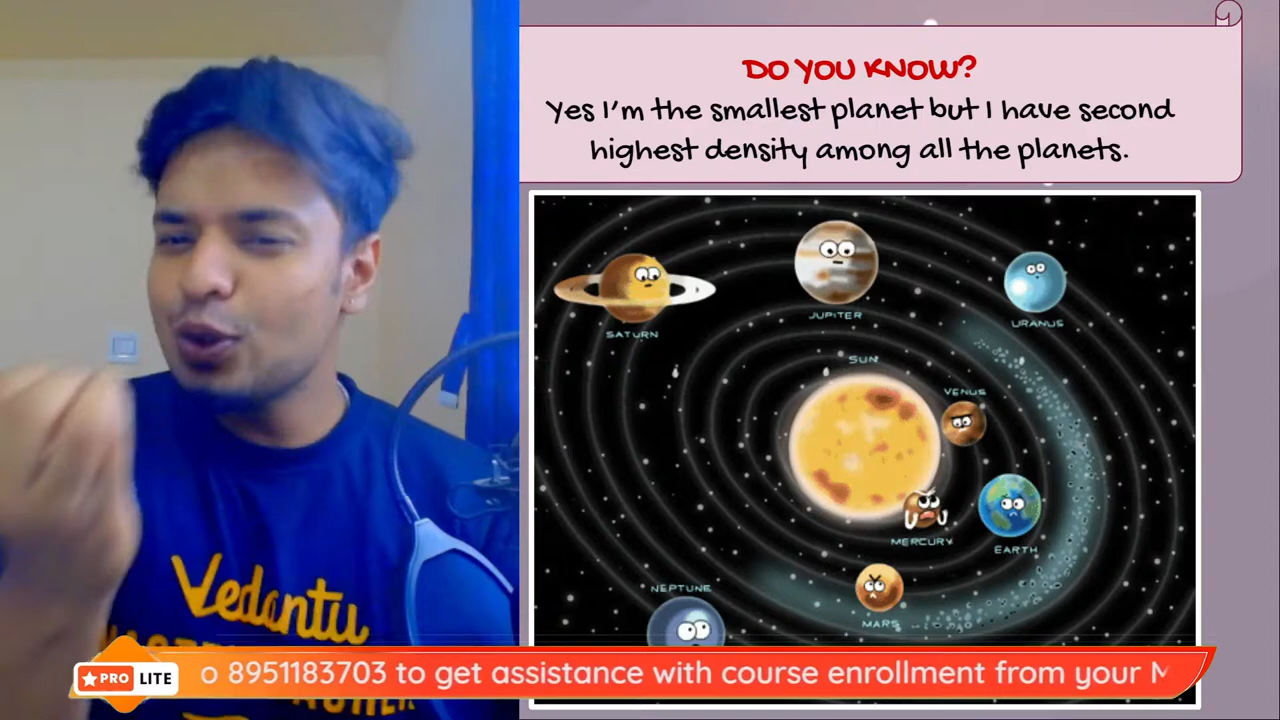 DO YOU KNOW?
Yes I'm the smallest planet but I have second
highest density among all the planets.
SATURN
JUPITER
URANUS
SUN
VENUS
MERCURY
EARTH
MARS
NEPTUNE
Vedantu
PRO LITE
o 8951183703 to get assistance with course enrollment from your M